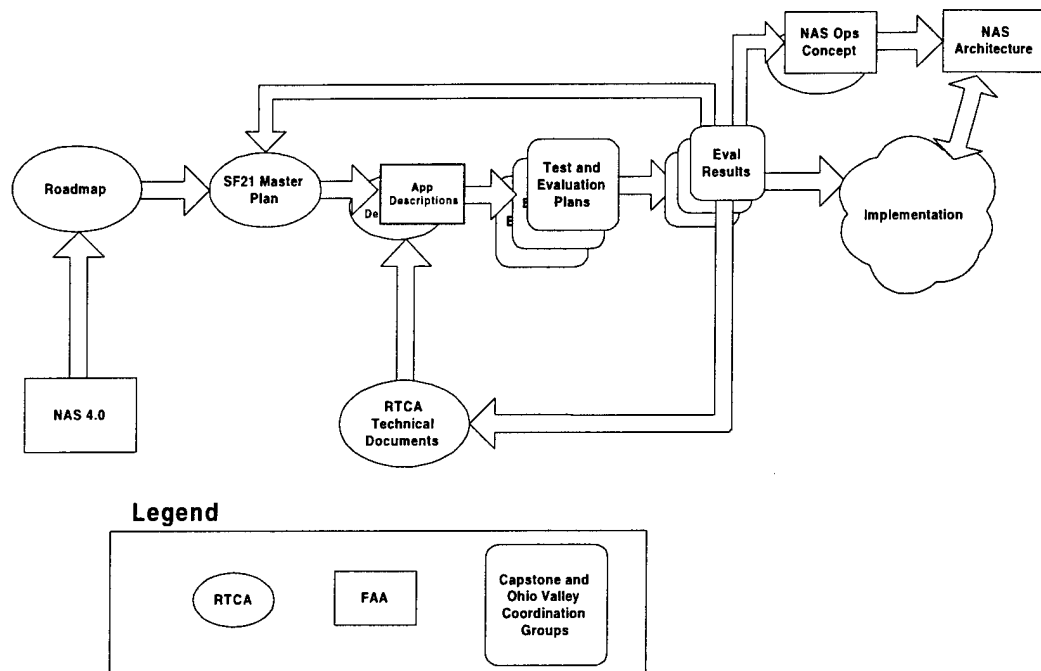 NAS Ops
Concept
NAS
Architecture
Roadmap
SF21 Master
Plan
De
App
Descriptions
E
E
Test and
Evaluation
Plans
Eval
Results
Implementation
NAS 4.0
RTCA
Technical
Documents
Legend
RTCA
FAA
Capstone and
Ohio Valley
Coordination
Groups